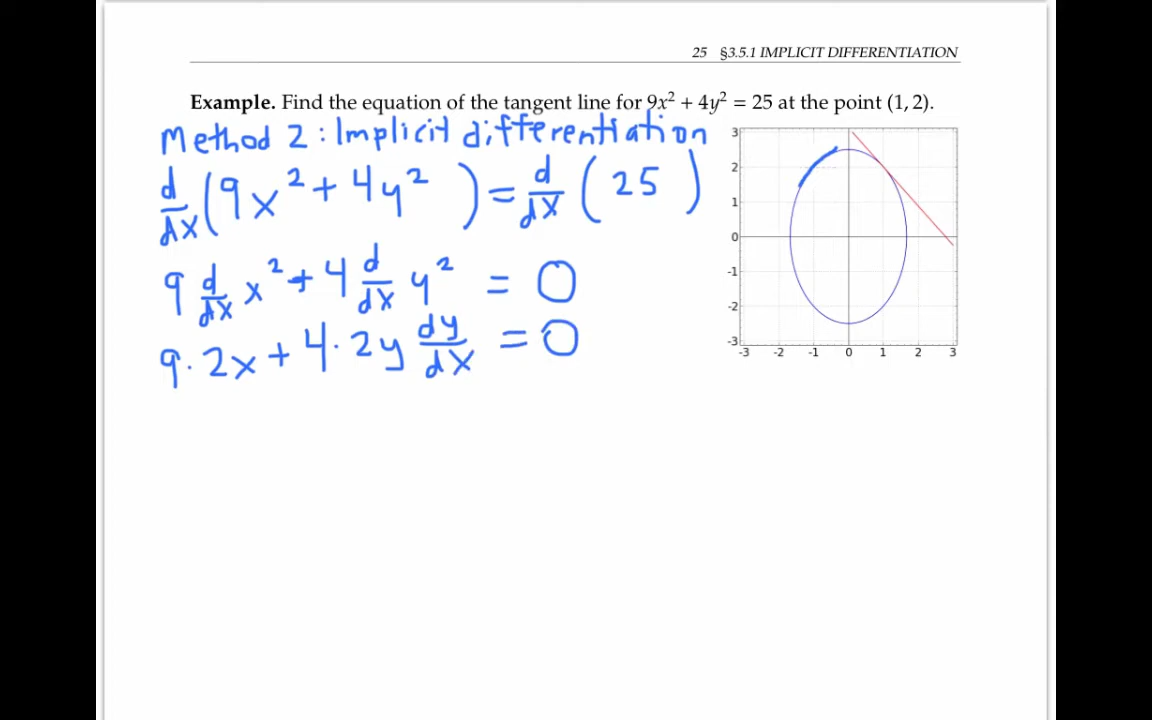 25 §3.5.1 IMPLICIT DIFFERENTIATION
Example. Find the equation of the tangent line for 9x² + 4y² = 25 at the point (1, 2).
Method 2: Implicit differentiation
d/dx (9x² + 4y²) = d/dx (25)
9 d/dx x² + 4 d/dx y² = 0
9·2x + 4·2y dy/dx = 0
3
2
1
0
-1
-2
-3
-3 -2 -1 0 1 2 3